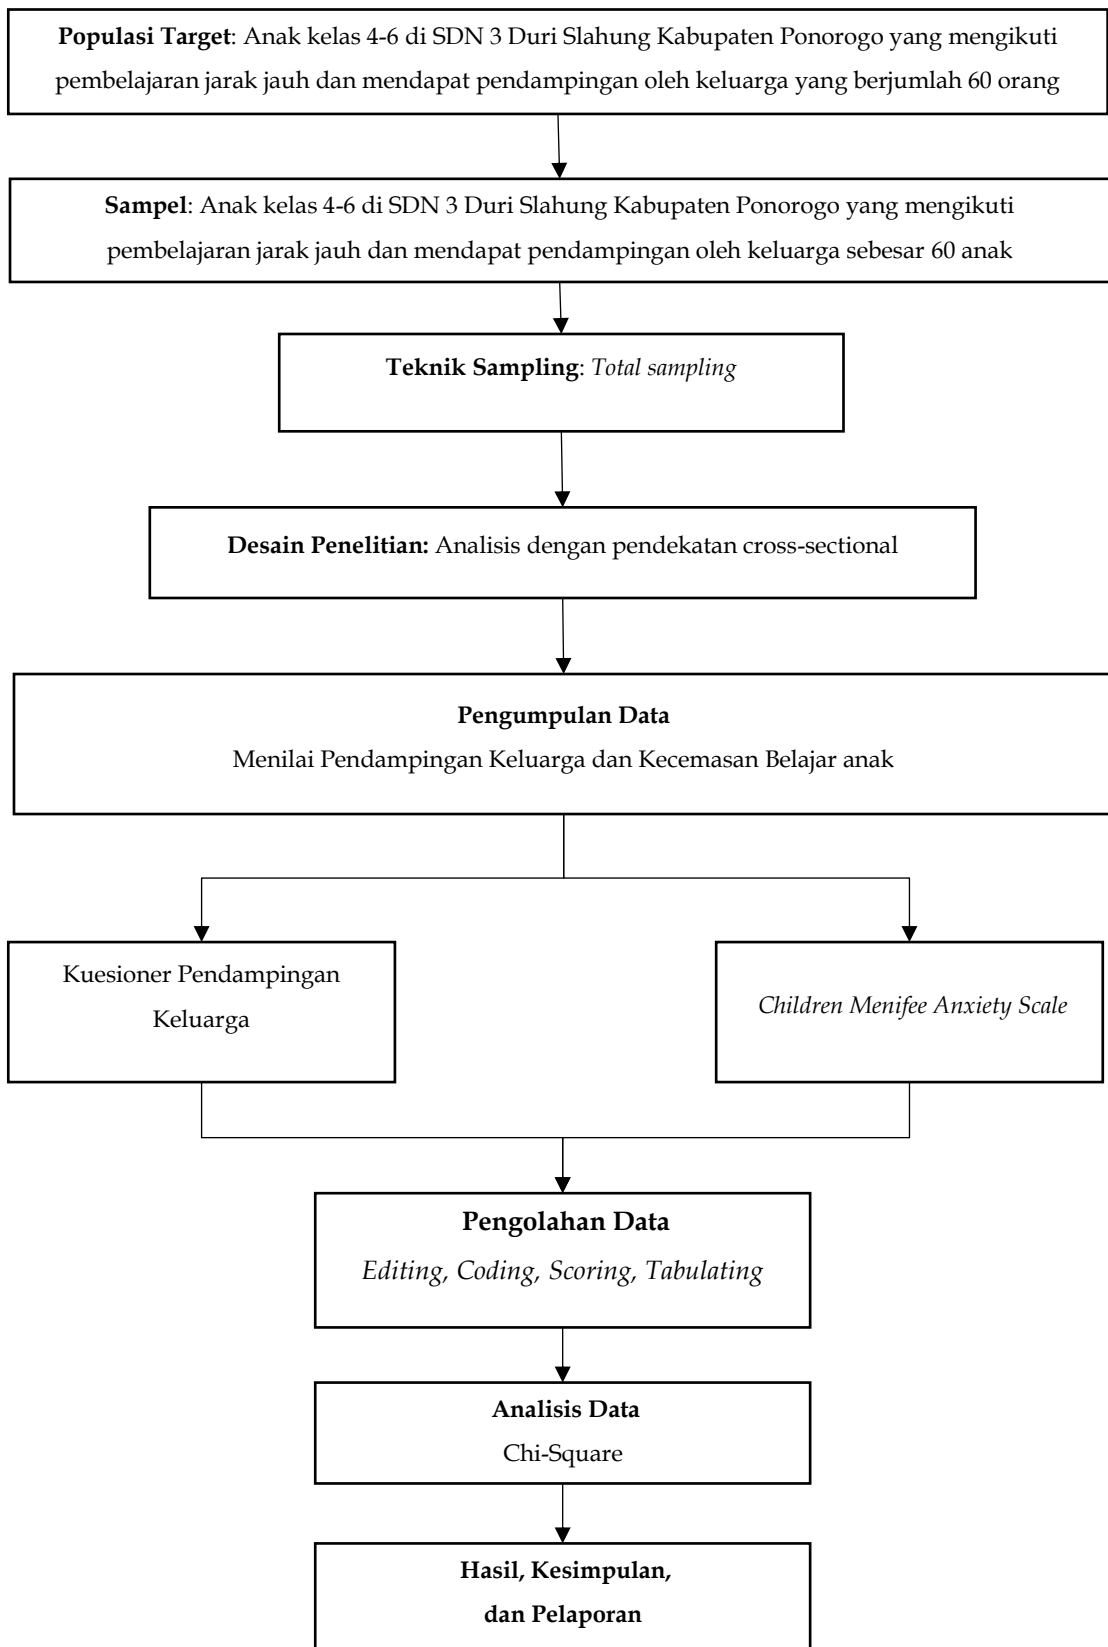 Populasi Target: Anak kelas 4-6 di SDN 3 Duri Slahung Kabupaten Ponorogo yang mengikuti
pembelajaran jarak jauh dan mendapat pendampingan oleh keluarga yang berjumlah 60 orang
Sampel: Anak kelas 4-6 di SDN 3 Duri Slahung Kabupaten Ponorogo yang mengikuti
pembelajaran jarak jauh dan mendapat pendampingan oleh keluarga sebesar 60 anak
Teknik Sampling: Total sampling
Desain Penelitian: Analisis dengan pendekatan cross-sectional
Pengumpulan Data
Menilai Pendampingan Keluarga dan Kecemasan Belajar anak
Kuesioner Pendampingan
Keluarga
Children Menifee Anxiety Scale
Pengolahan Data
Editing, Coding, Scoring, Tabulating
Analisis Data
Chi-Square
Hasil, Kesimpulan,
dan Pelaporan